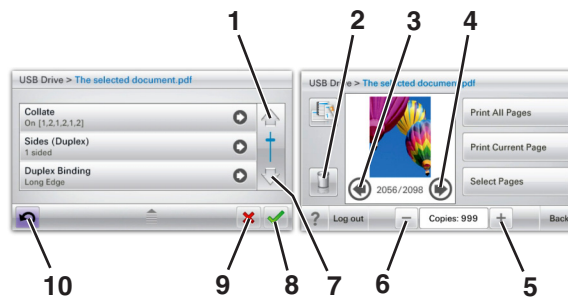 1
2
3
4
USB Drive > The selected document.pdf
Collate
On [1,2,1,2,1,2]
Sides (Duplex)
1 sided
Duplex Binding
Long Edge
USB Drive > The selected document.pdf
Print All Pages
Print Current Page
Select Pages
2056/2098
? Log out
Copies: 999
Back
10
9
8
7
6
5